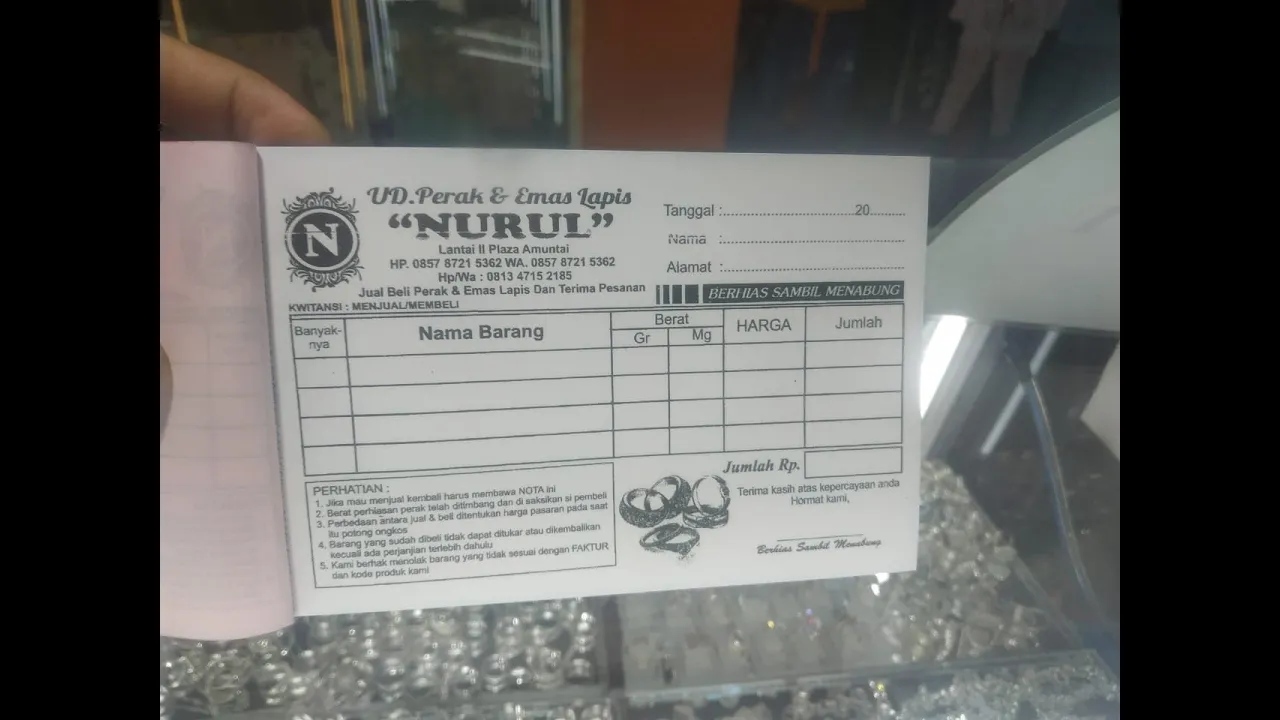 N
UD.Perak & Emas Lapis
"NURUL"
Lantai II Plaza Amuntai
HP. 0857 8721 5362 WA. 0857 8721 5362
Hp/Wa : 0813 4715 2185
Jual Beli Perak & Emas Lapis Dan Terima Pesanan
KWITANSI : MENJUAL/MEMBELI
Tanggal :..............................20........
Nama :........................................
Alamat :........................................
BERHIAS SAMBIL MENABUNG
Banyak-
nya
Nama Barang
Berat
Gr
Mg
HARGA
Jumlah
Jumlah Rp.
PERHATIAN :
1. Jika mau menjual kembali harus membawa NOTA ini
2. Berat perhiasan perak telah ditimbang dan di saksikan si pembeli
3. Perbedaan antara jual & beli ditentukan harga pasaran pada saat
itu potong ongkos
4. Barang yang sudah dibeli tidak dapat ditukar atau dikembalikan
kecuali ada perjanjian terlebih dahulu
5. Kami berhak menolak barang yang tidak sesuai dengan FAKTUR
dan kode produk kami
Terima kasih atas kepercayaan anda
Hormat kami,
Berhias Sambil Menabung